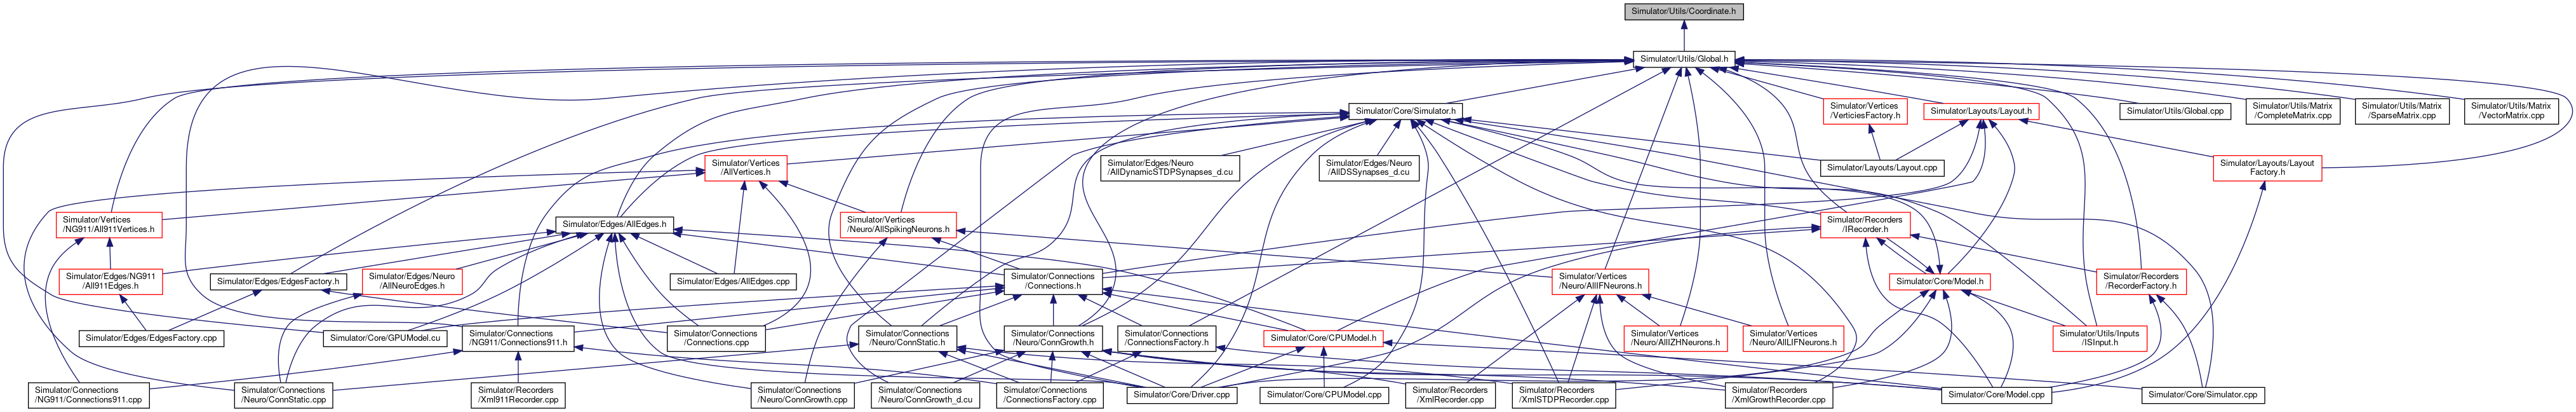 Simulator/Utils/Coordinate.h
Simulator/Utils/Global.h
Simulator/Core/Simulator.h
Simulator/Vertices
/VerticiesFactory.h
Simulator/Layouts/Layout.h
Simulator/Utils/Global.cpp
Simulator/Utils/Matrix
/CompleteMatrix.cpp
Simulator/Utils/Matrix
/SparseMatrix.cpp
Simulator/Utils/Matrix
/VectorMatrix.cpp
Simulator/Vertices
/AllVertices.h
Simulator/Edges/Neuro
/AllDynamicSTDPSynapses_d.cu
Simulator/Edges/Neuro
/AllDSSynapses_d.cu
Simulator/Layouts/Layout.cpp
Simulator/Layouts/Layout
Factory.h
Simulator/Vertices
/NG911/All911Vertices.h
Simulator/Edges/AllEdges.h
Simulator/Vertices
/Neuro/AllSpikingNeurons.h
Simulator/Recorders
/IRecorder.h
Simulator/Edges/NG911
/All911Edges.h
Simulator/Edges/EdgesFactory.h
Simulator/Edges/Neuro
/AllNeuroEdges.h
Simulator/Edges/AllEdges.cpp
Simulator/Connections
/Connections.h
Simulator/Vertices
/Neuro/AllIFNeurons.h
Simulator/Core/Model.h
Simulator/Recorders
/RecorderFactory.h
Simulator/Edges/EdgesFactory.cpp
Simulator/Core/GPUModel.cu
Simulator/Connections
/NG911/Connections911.h
Simulator/Connections
/Connections.cpp
Simulator/Connections
/Neuro/ConnStatic.h
Simulator/Connections
/Neuro/ConnGrowth.h
Simulator/Connections
/ConnectionsFactory.h
Simulator/Core/CPUModel.h
Simulator/Vertices
/Neuro/AllIZHNeurons.h
Simulator/Vertices
/Neuro/AllLIFNeurons.h
Simulator/Utils/Inputs
/ISInput.h
Simulator/Connections
/NG911/Connections911.cpp
Simulator/Connections
/Neuro/ConnStatic.cpp
Simulator/Recorders
/Xml911Recorder.cpp
Simulator/Connections
/Neuro/ConnGrowth.cpp
Simulator/Connections
/Neuro/ConnGrowth_d.cu
Simulator/Connections
/ConnectionsFactory.cpp
Simulator/Core/Driver.cpp
Simulator/Core/CPUModel.cpp
Simulator/Recorders
/XmlRecorder.cpp
Simulator/Recorders
/XmlSTDPRecorder.cpp
Simulator/Recorders
/XmlGrowthRecorder.cpp
Simulator/Core/Model.cpp
Simulator/Core/Simulator.cpp